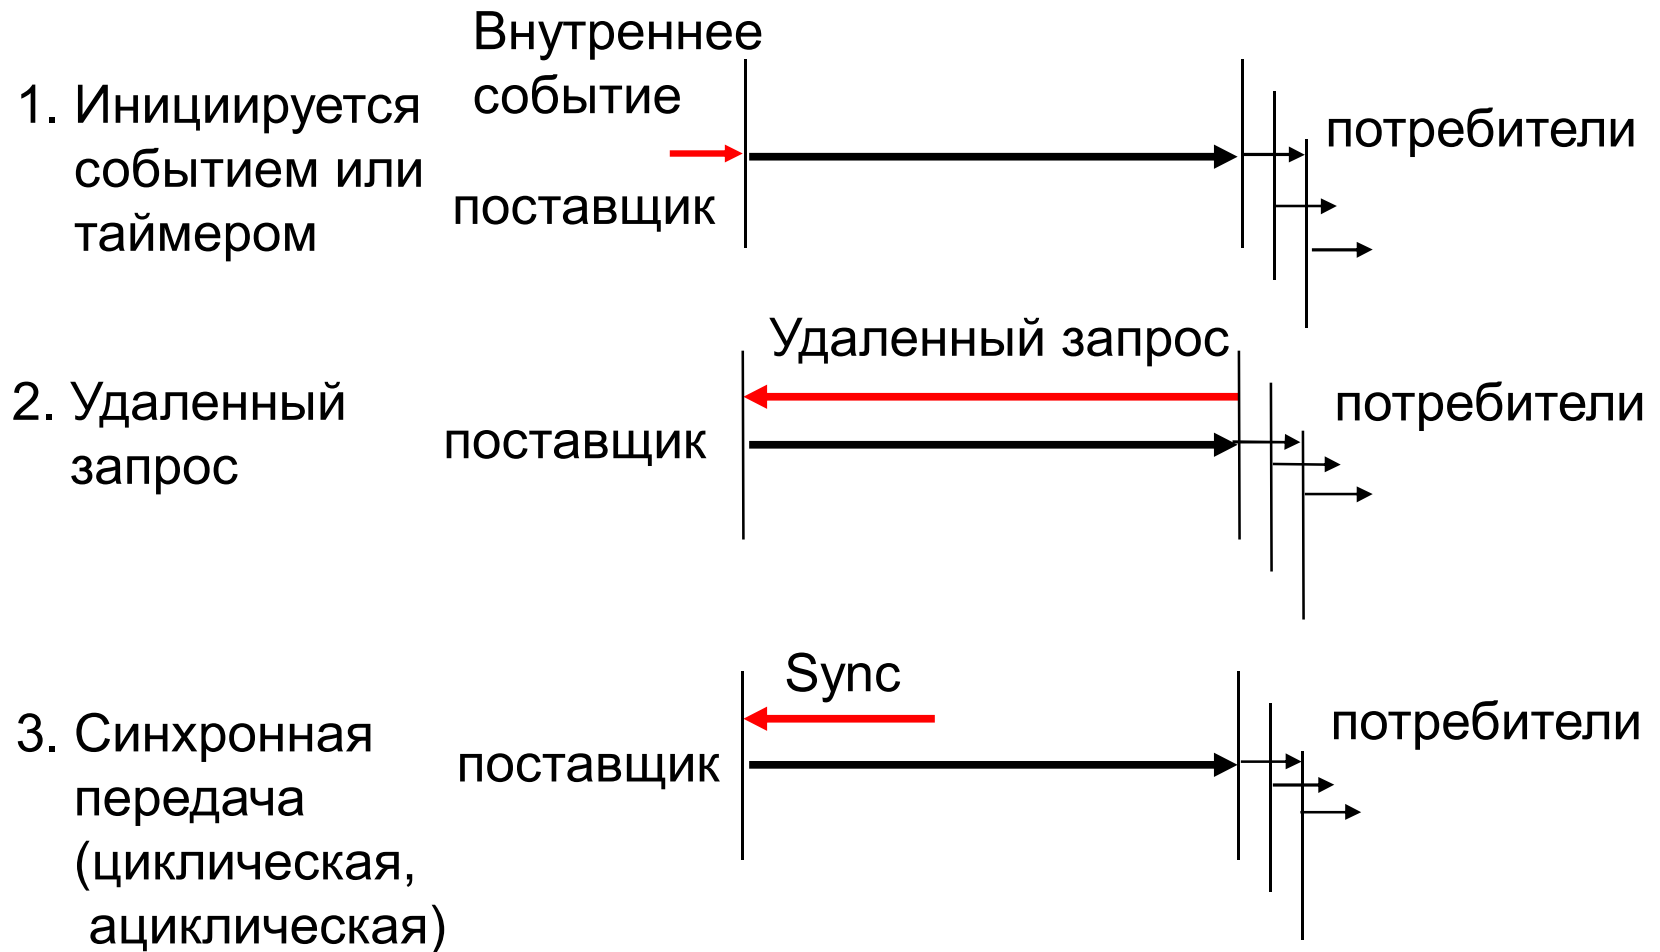 Внутреннее
событие
1. Инициируется
событием или
таймером
поставщик
потребители
Удаленный запрос
2. Удаленный
запрос
поставщик
потребители
Sync
3. Синхронная
передача
(циклическая,
ациклическая)
поставщик
потребители